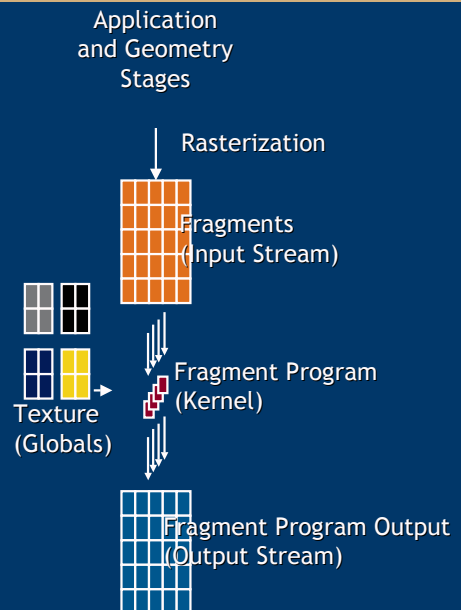 Application
and Geometry
Stages
Rasterization
Fragments
(Input Stream)
Fragment Program
(Kernel)
Texture
(Globals)
Fragment Program Output
(Output Stream)